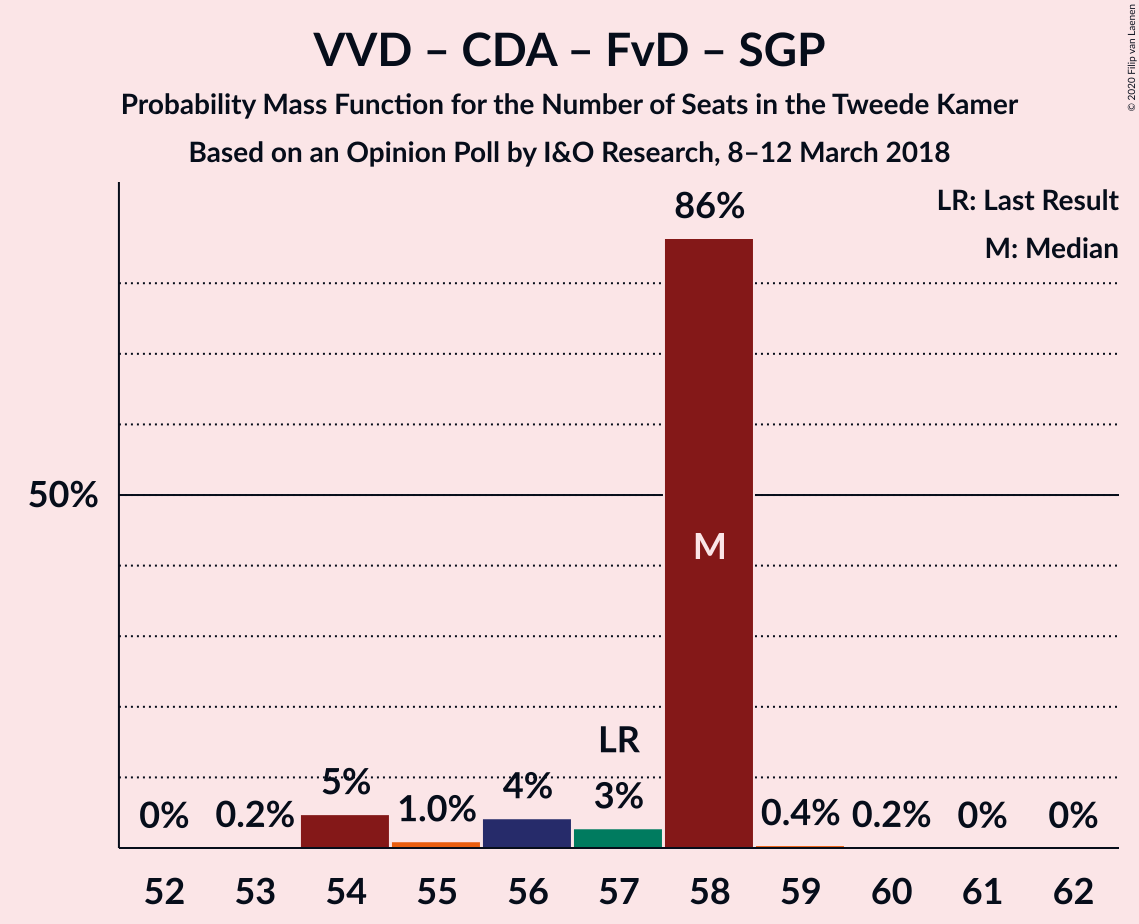 VVD – CDA – FvD – SGP
Probability Mass Function for the Number of Seats in the Tweede Kamer
Based on an Opinion Poll by I&O Research, 8–12 March 2018
© 2020 Filip van Laenen
LR: Last Result
M: Median
86%
50%
M
LR
0% 0.2% 5% 1.0% 4% 3% 0.4% 0.2% 0% 0%
52 53 54 55 56 57 58 59 60 61 62